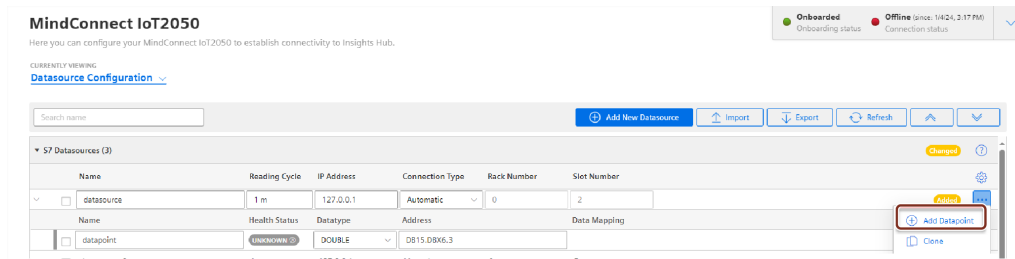 MindConnect IoT2050
Here you can configure your MindConnect IoT2050 to establish connectivity to Insights Hub.
Onboarded
Onboarding status
Offline (since: 1/4/24, 3:17 PM)
Connection status
CURRENTLY VIEWING
Datasource Configuration
Search name
Add New Datasource
Import
Export
Refresh
S7 Datasources (3)
Changed
Name Reading Cycle IP Address Connection Type Rack Number Slot Number
datasource 1 m 127.0.0.1 Automatic 0 2 Added
Name Health Status Datatype Address Data Mapping
Add Datapoint
datapoint UNKNOWN DOUBLE DB15.DBX6.3
Clone